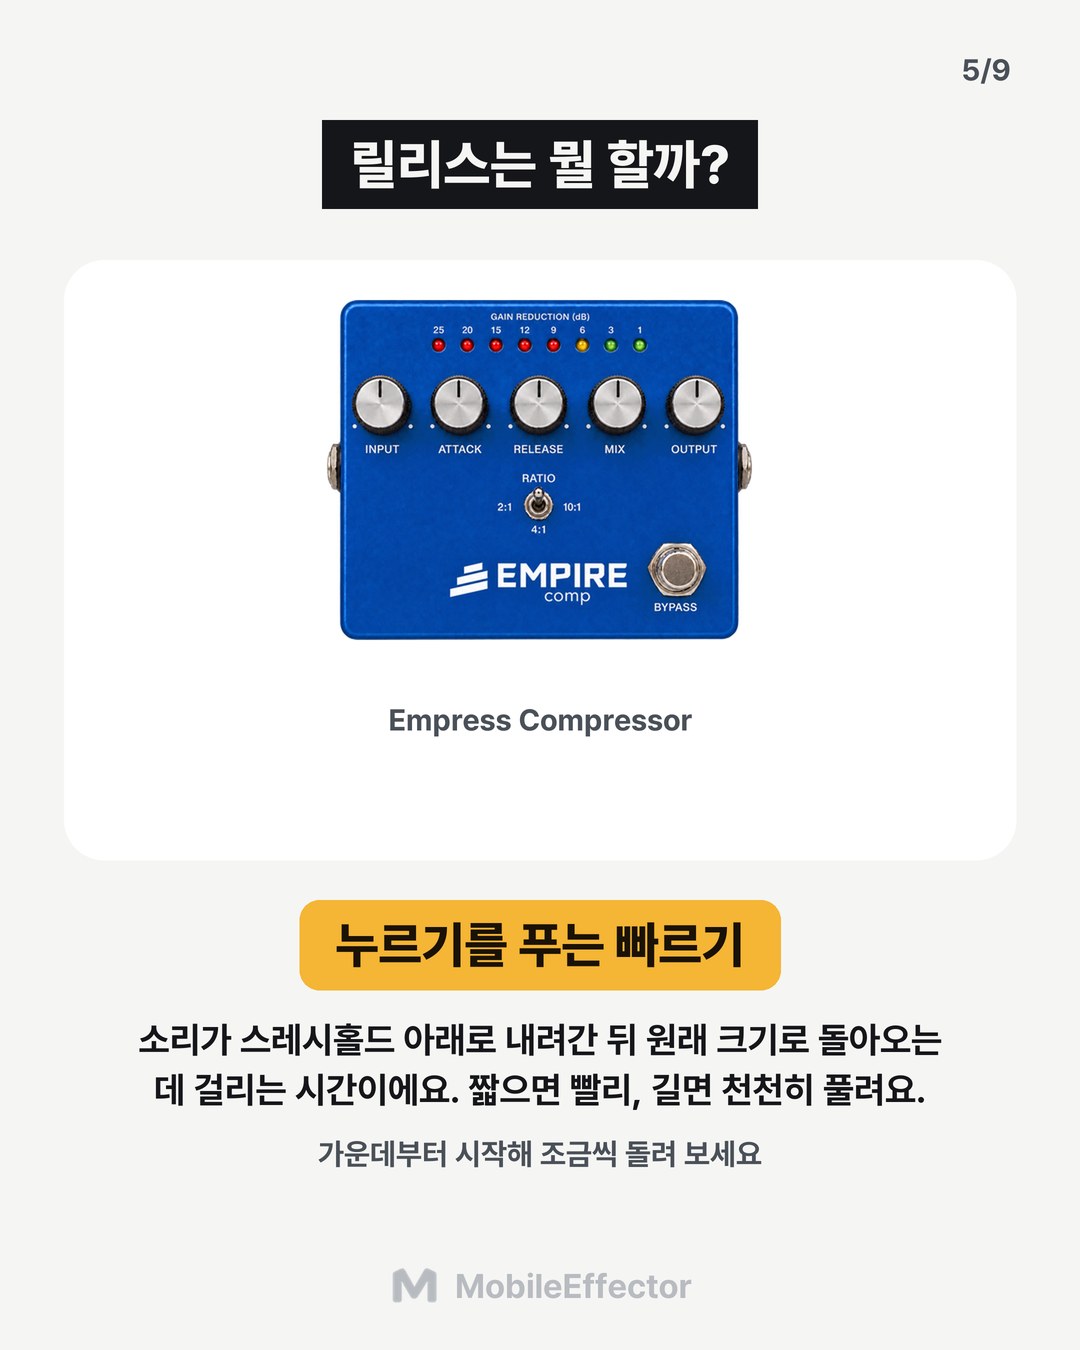 5/9
릴리스는 뭘 할까?
GAIN REDUCTION (dB)
25 20 15 12 9 6 3 1
INPUT ATTACK RELEASE MIX OUTPUT
RATIO
2:1 10:1
4:1
EMPIRE
comp
BYPASS
Empress Compressor
누르기를 푸는 빠르기
소리가 스레시홀드 아래로 내려간 뒤 원래 크기로 돌아오는
데 걸리는 시간이에요. 짧으면 빨리, 길면 천천히 풀려요.
가운데부터 시작해 조금씩 돌려 보세요
MobileEffector